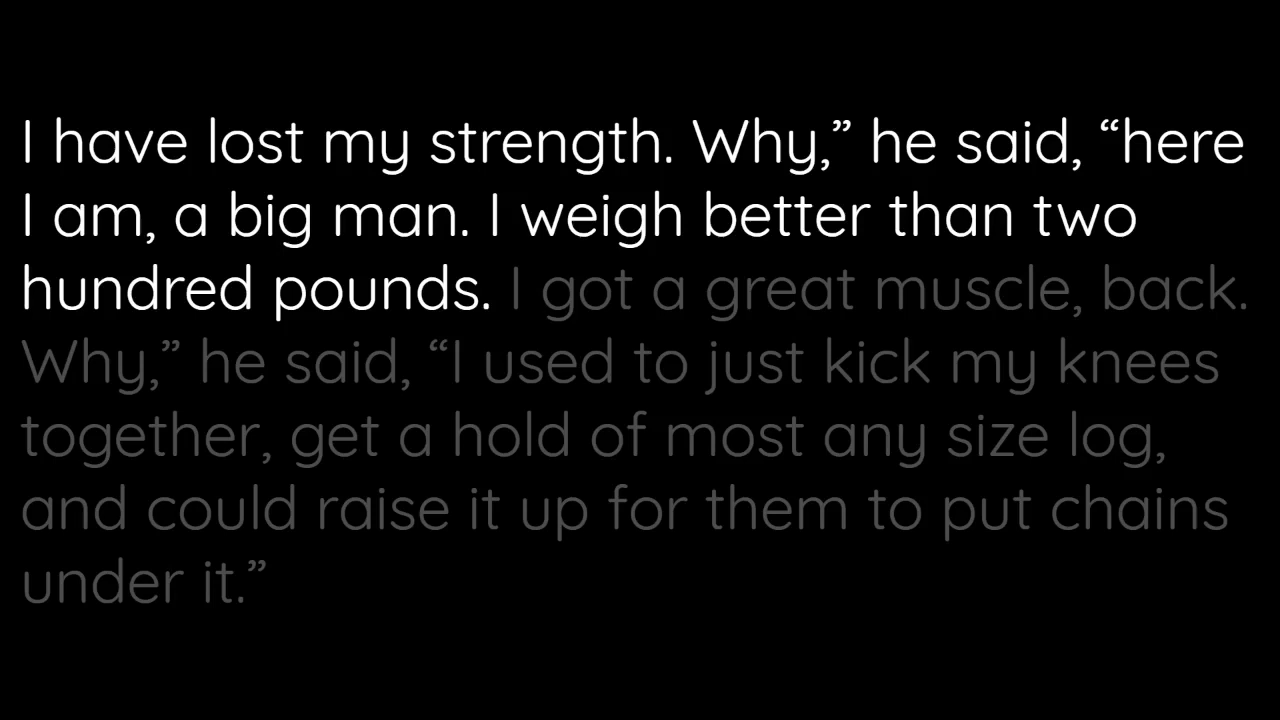 I have lost my strength. Why,” he said, “here
I am, a big man. I weigh better than two
hundred pounds. I got a great muscle, back.
Why,” he said, “I used to just kick my knees
together, get a hold of most any size log,
and could raise it up for them to put chains
under it.”